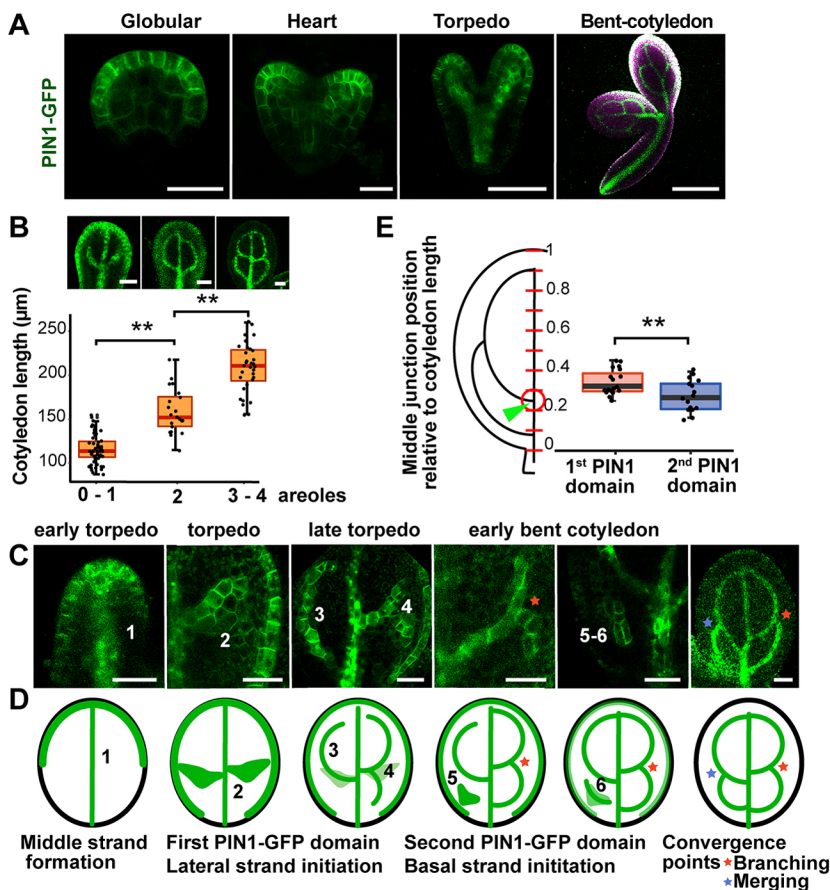 A
Globular Heart Torpedo Bent-cotyledon
PIN1-GFP
B
**
**
Cotyledon length (µm)
250
200
150
100
0 - 1 2 3 - 4 areoles
E
Middle junction position
relative to cotyledon length
1
0.8
0.6
0.4
0.2
0
**
1st PIN1
domain
2nd PIN1
domain
C
early torpedo torpedo late torpedo early bent cotyledon
1
2
3
4
5-6
D
1
2
3
4
5
6
Middle strand
formation
First PIN1-GFP domain
Lateral strand initiation
Second PIN1-GFP domain
Basal strand inititation
Convergence
points ★Branching
★Merging